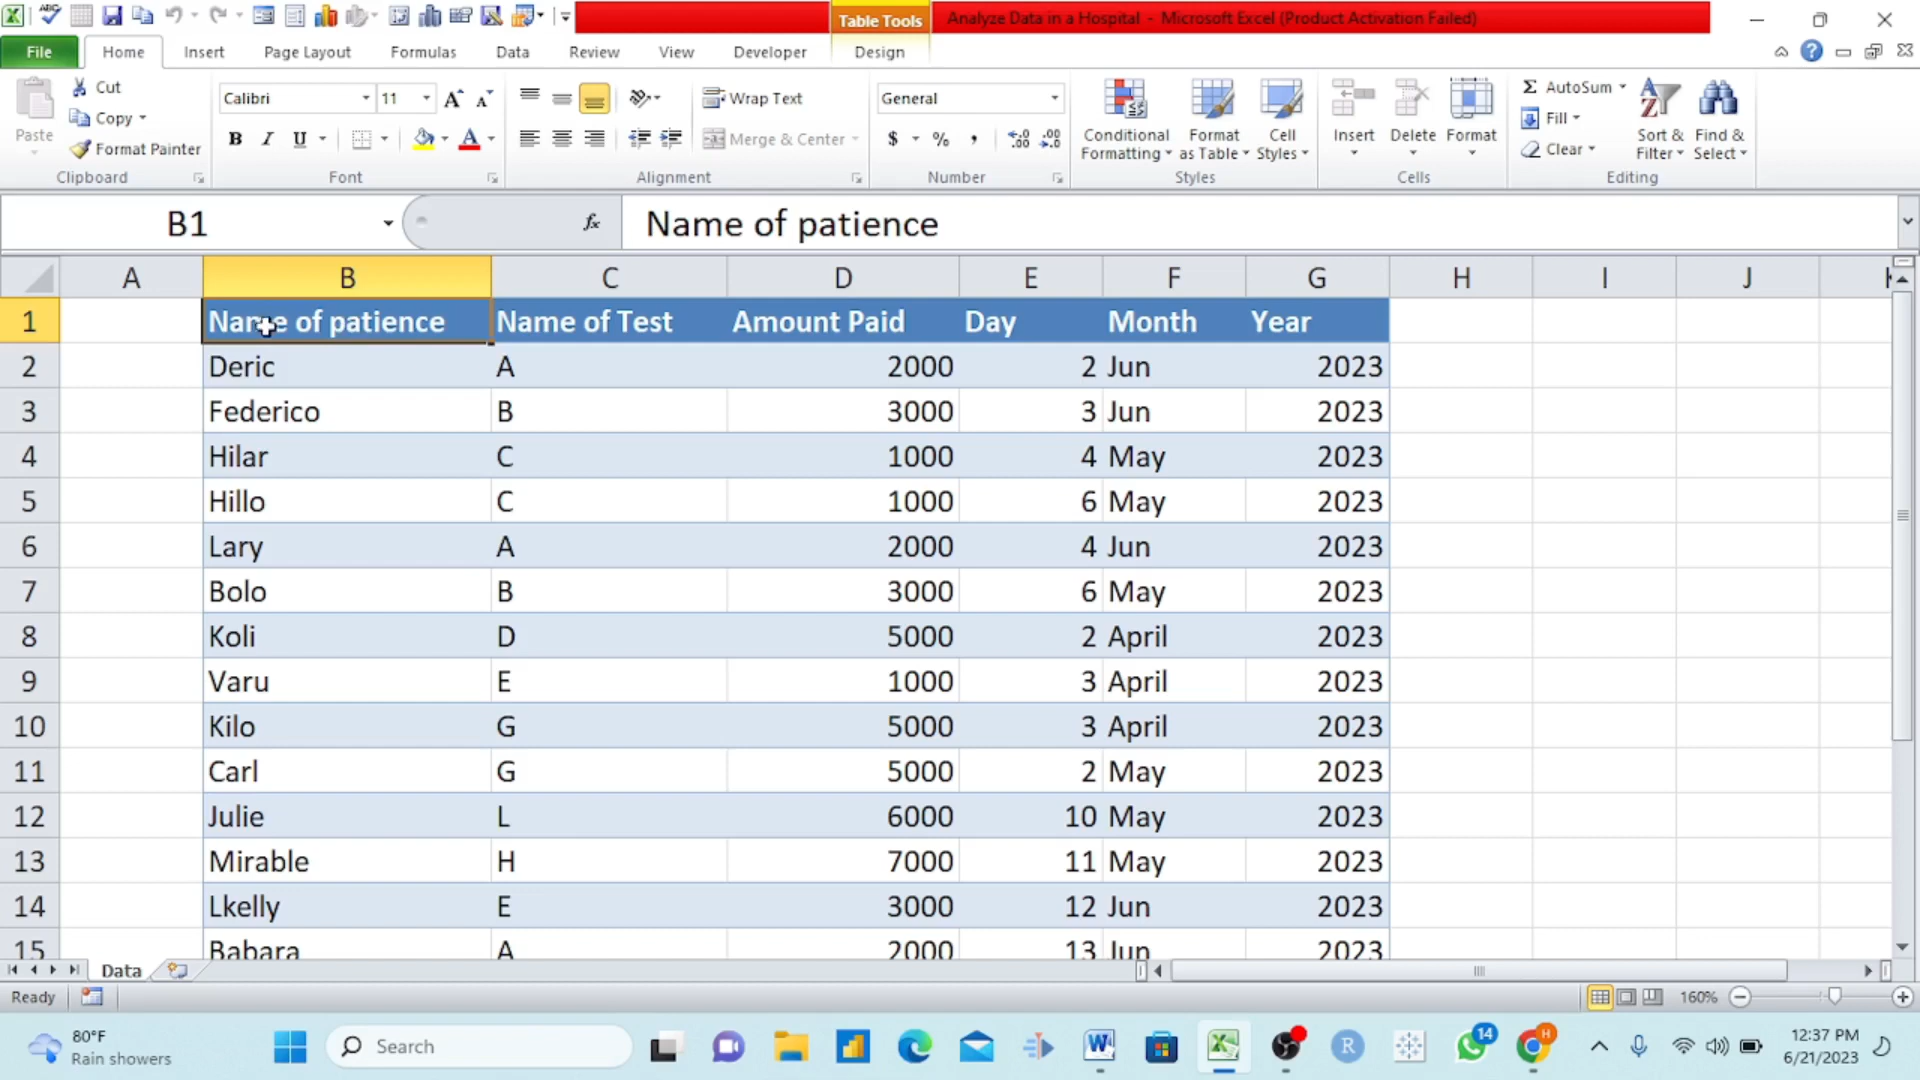 Table Tools
Analyze Data in a Hospital - Microsoft Excel (Product Activation Failed)
File Home Insert Page Layout Formulas Data Review View Developer Design
Paste
Cut
Copy
Format Painter
Clipboard
Calibri 11
B I U A
Font
Wrap Text
Merge & Center
Alignment
General
$ % ,
Number
Conditional Formatting
Format as Table
Cell Styles
Styles
Insert Delete Format
Cells
Σ AutoSum
Fill
Clear
Sort & Filter
Find & Select
Editing
B1 fx Name of patience
A B C D E F G H I J
1 Name of patience Name of Test Amount Paid Day Month Year
2 Deric A 2000 2 Jun 2023
3 Federico B 3000 3 Jun 2023
4 Hilar C 1000 4 May 2023
5 Hillo C 1000 6 May 2023
6 Lary A 2000 4 Jun 2023
7 Bolo B 3000 6 May 2023
8 Koli D 5000 2 April 2023
9 Varu E 1000 3 April 2023
10 Kilo G 5000 3 April 2023
11 Carl G 5000 2 May 2023
12 Julie L 6000 10 May 2023
13 Mirable H 7000 11 May 2023
14 Lkelly E 3000 12 Jun 2023
15 Babara A 2000 13 Jun 2023
Data
Ready 160%
80°F
Rain showers
Search
14
H
R
12:37 PM
6/21/2023